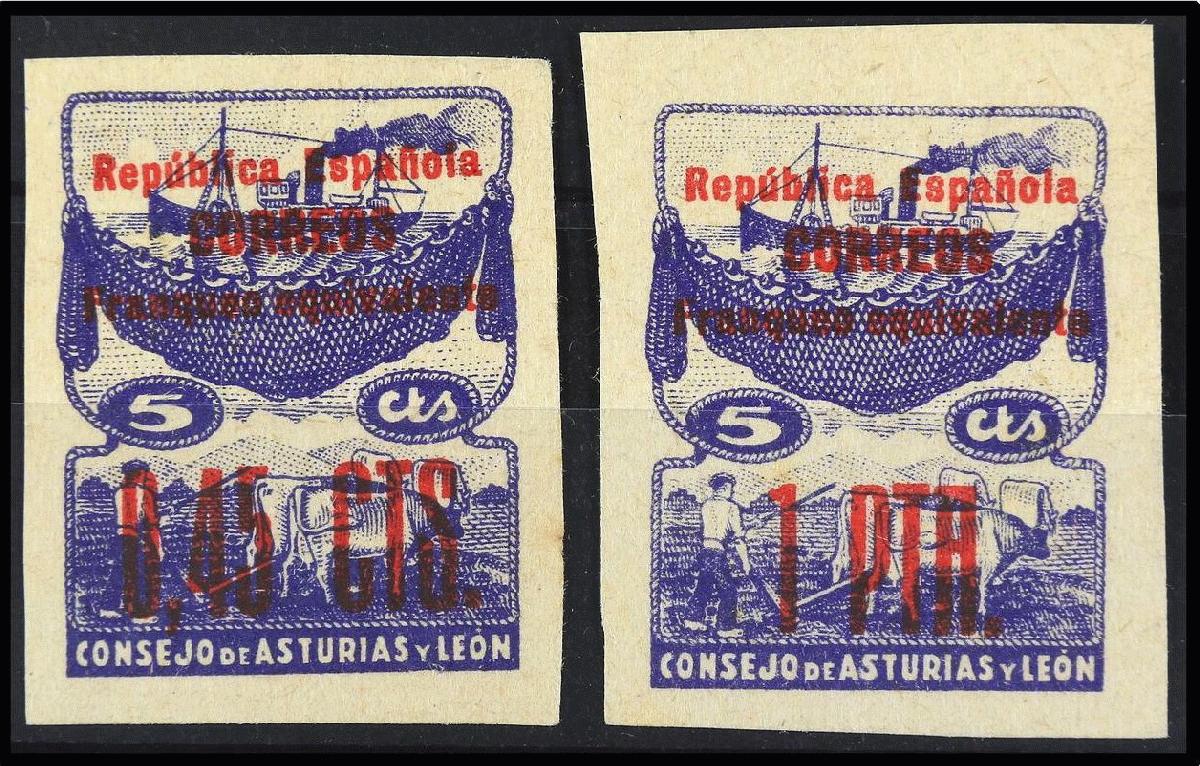 República Española
CORREOS
Franqueo equivalente
5 cts
0,45 CTS.
CONSEJO DE ASTURIAS Y LEÓN
República Española
CORREOS
Franqueo equivalente
5 cts
1 PTA.
CONSEJO DE ASTURIAS Y LEÓN